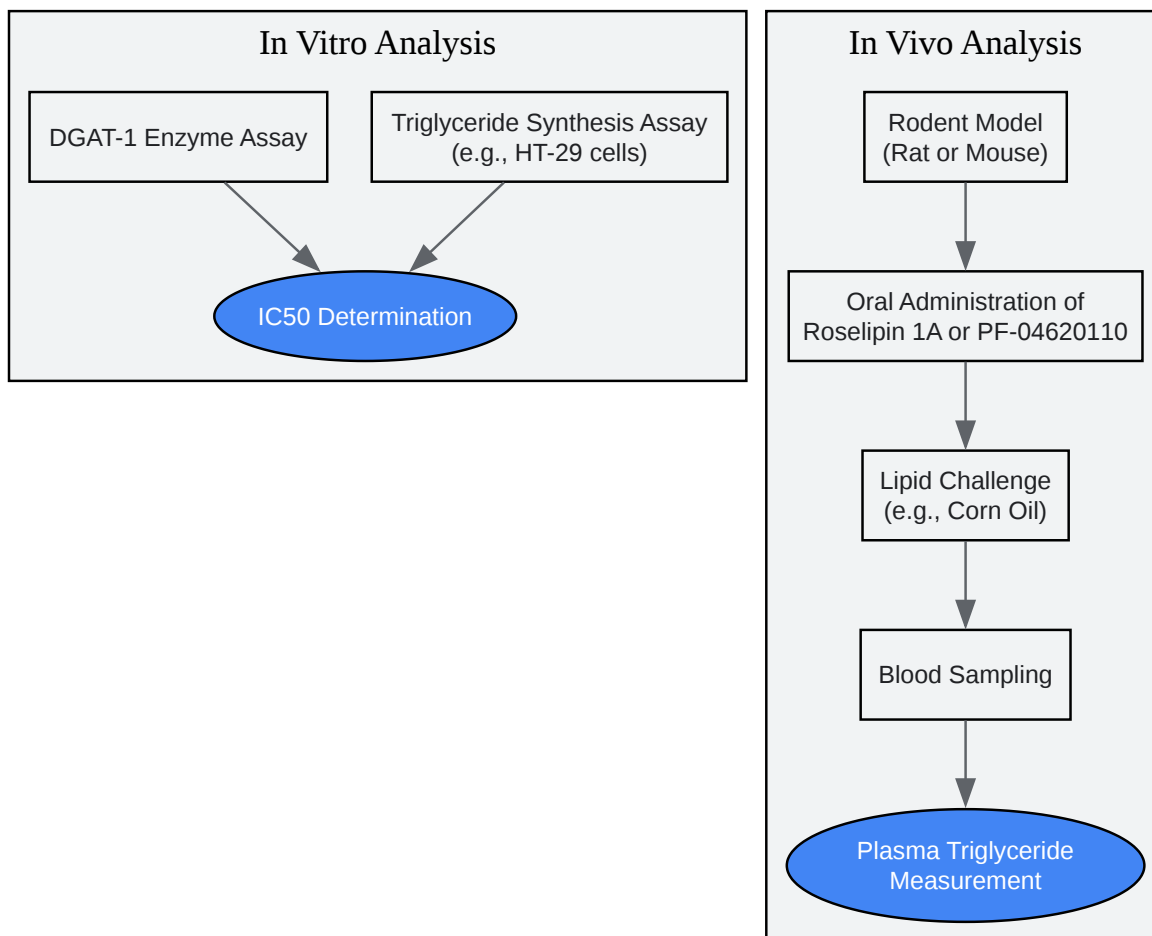 In Vitro Analysis
DGAT-1 Enzyme Assay
Triglyceride Synthesis Assay
(e.g., HT-29 cells)
IC50 Determination
In Vivo Analysis
Rodent Model
(Rat or Mouse)
Oral Administration of
Roselipin 1A or PF-04620110
Lipid Challenge
(e.g., Corn Oil)
Blood Sampling
Plasma Triglyceride
Measurement